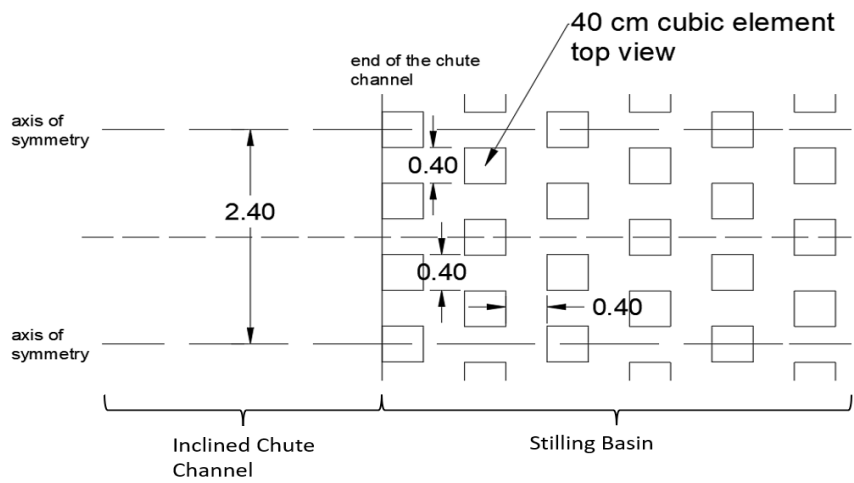 40 cm cubic element
top view
end of the chute
channel
axis of
symmetry
0.40
2.40
0.40
0.40
axis of
symmetry
Inclined Chute
Channel
Stilling Basin